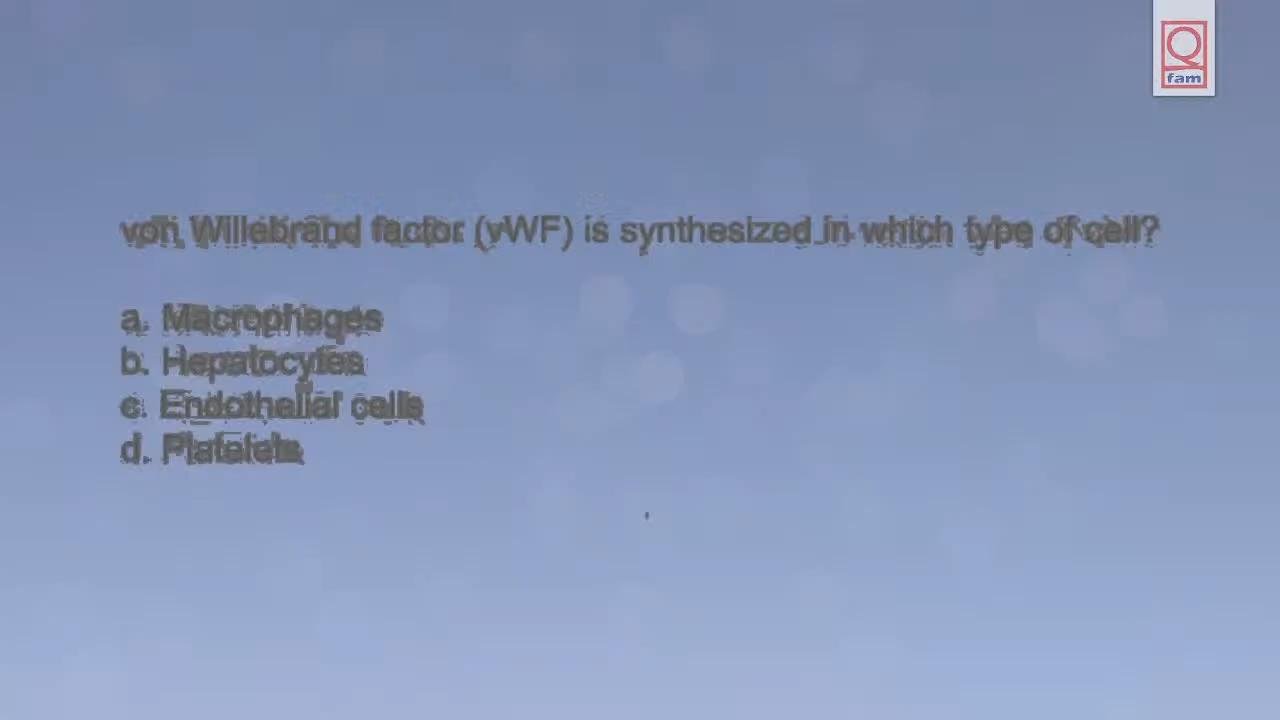 Q
fam
von Willebrand factor (vWF) is synthesized in which type of cell?
a. Macrophages
b. Hepatocytes
c. Endothelial cells
d. Platelets